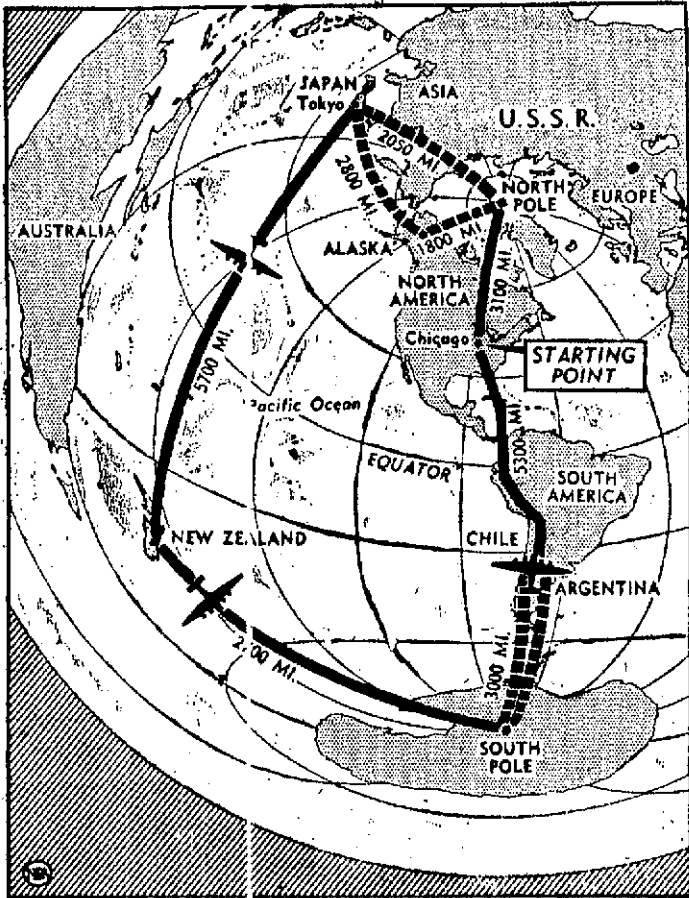 JAPAN
Tokyo
ASIA
U.S.S.R.
2050 MI.
2800 MI.
NORTH
POLE
EUROPE
AUSTRALIA
ALASKA
1800 MI.
NORTH
AMERICA
3100 MI.
Chicago
STARTING
POINT
5700 MI.
Pacific Ocean
5300 MI.
EQUATOR
SOUTH
AMERICA
NEW ZEALAND
CHILE
ARGENTINA
MI.
3000 MI.
SOUTH
POLE
NEA